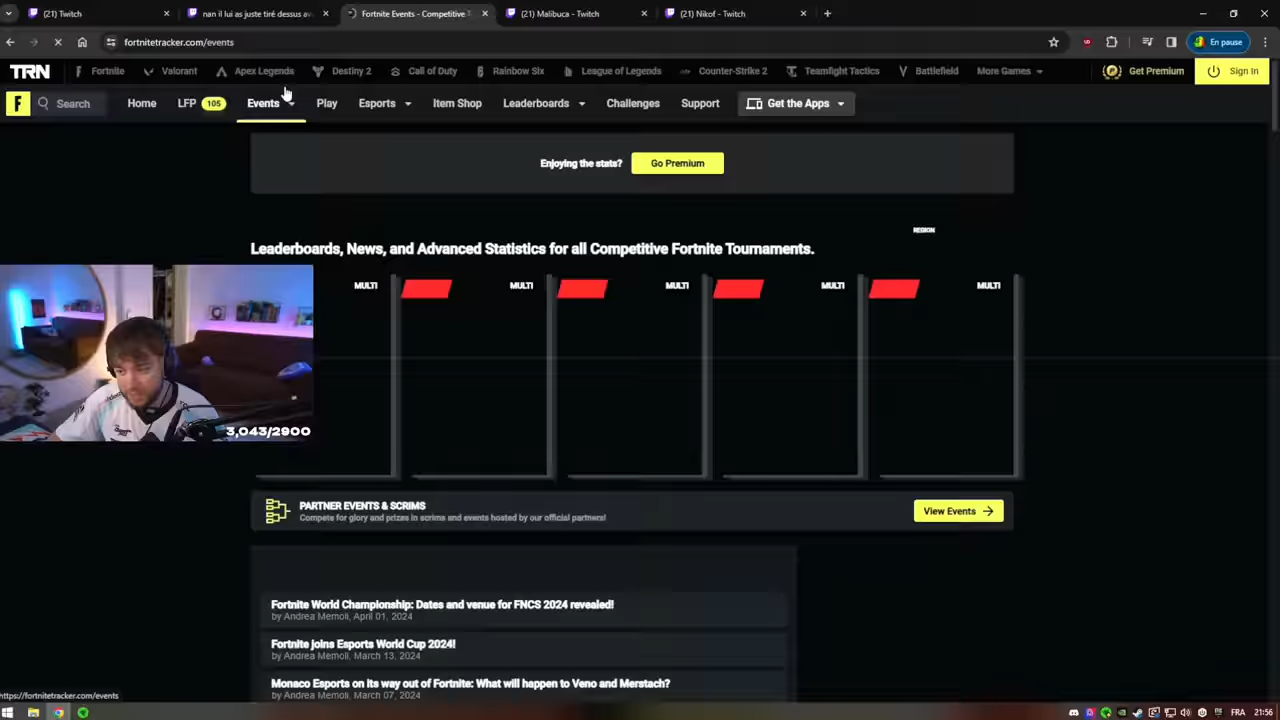 (21) Twitch
nan il lui as juste tiré dessus av
Fortnite Events - Competitive T
(21) Malibuca - Twitch
(21) Nikof - Twitch
fortnitetracker.com/events
En pause
TRN
Fortnite
Valorant
Apex Legends
Destiny 2
Call of Duty
Rainbow Six
League of Legends
Counter-Strike 2
Teamfight Tactics
Battlefield
More Games
Get Premium
Sign In
F
Search
Home
LFP 105
Events
Play
Esports
Item Shop
Leaderboards
Challenges
Support
Get the Apps
Enjoying the stats?
Go Premium
REGION
Leaderboards, News, and Advanced Statistics for all Competitive Fortnite Tournaments.
MULTI
MULTI
MULTI
MULTI
MULTI
3,043/2900
PARTNER EVENTS & SCRIMS
Compete for glory and prizes in scrims and events hosted by our official partners!
View Events
Fortnite World Championship: Dates and venue for FNCS 2024 revealed!
by Andrea Memoli, April 01, 2024
Fortnite joins Esports World Cup 2024!
by Andrea Memoli, March 13, 2024
Monaco Esports on its way out of Fortnite: What will happen to Veno and Merstach?
by Andrea Memoli, March 07, 2024
https://fortnitetracker.com/events
FRA
21:56